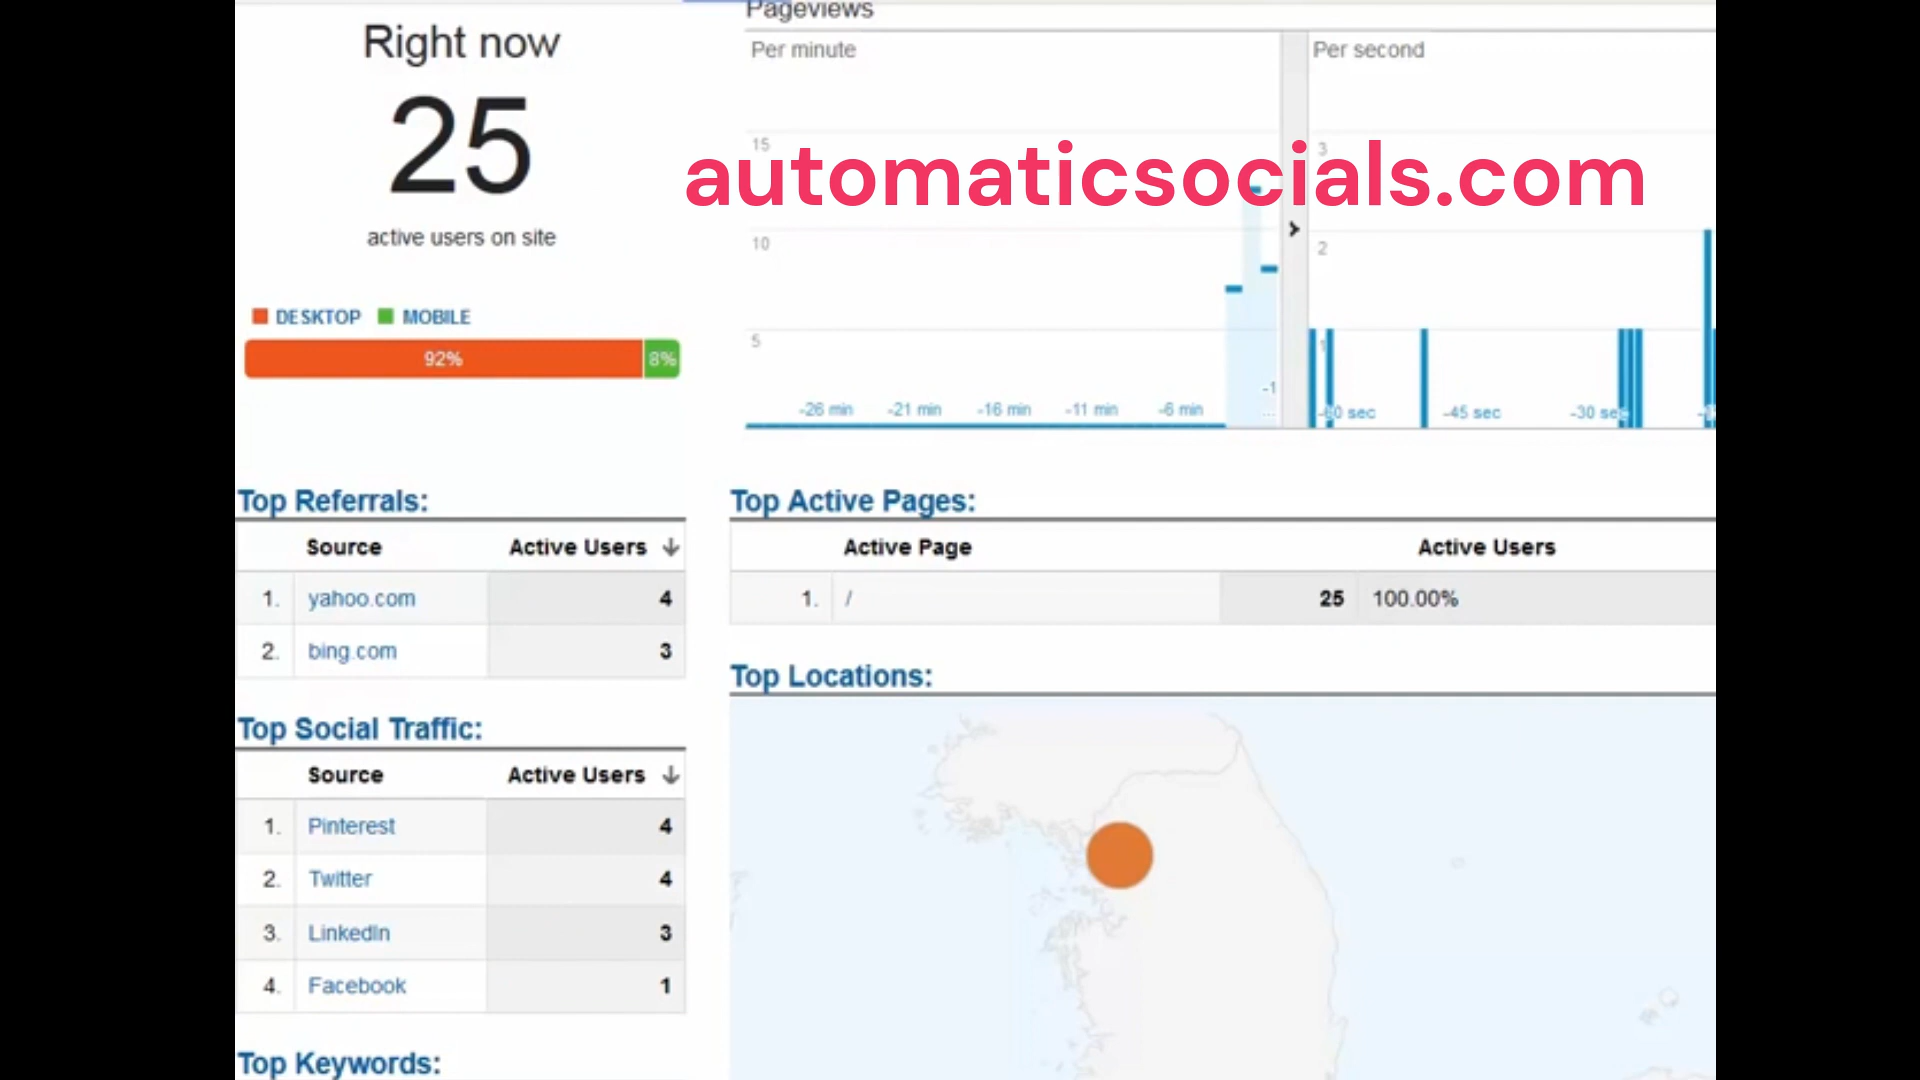 Pageviews
Right now
25
active users on site
DESKTOP MOBILE
92% 8%
Per minute
Per second
automaticsocials.com
15
10
5
-26 min -21 min -16 min -11 min -6 min -1
...
3
2
1
-60 sec -45 sec -30 sec
Top Referrals:
Source Active Users
1. yahoo.com 4
2. bing.com 3
Top Social Traffic:
Source Active Users
1. Pinterest 4
2. Twitter 4
3. LinkedIn 3
4. Facebook 1
Top Keywords:
Top Active Pages:
Active Page Active Users
1. / 25 100.00%
Top Locations: